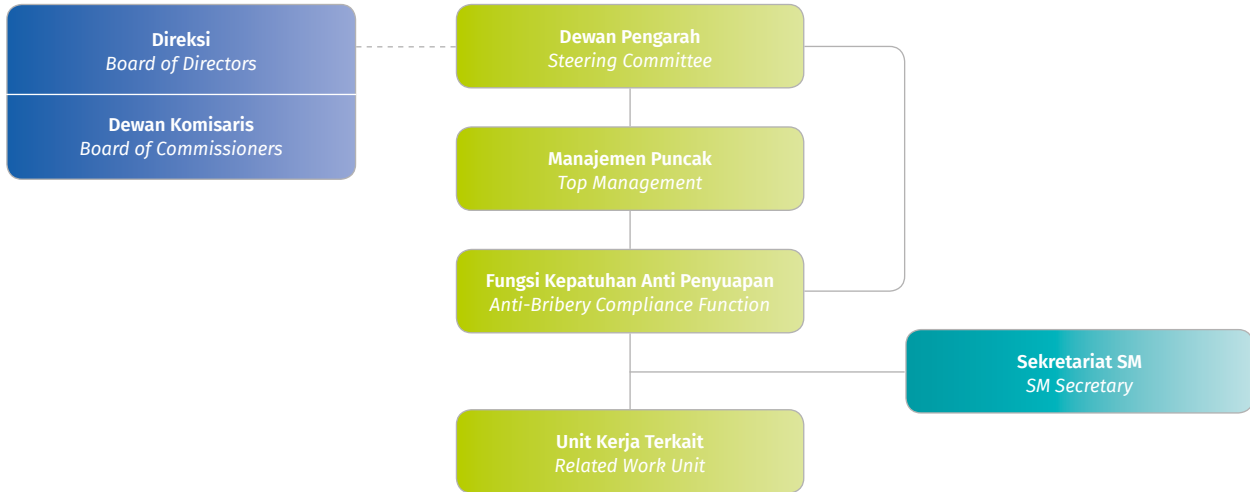 Direksi
Board of Directors
Dewan Komisaris
Board of Commissioners
Dewan Pengarah
Steering Committee
Manajemen Puncak
Top Management
Fungsi Kepatuhan Anti Penyuapan
Anti-Bribery Compliance Function
Sekretariat SM
SM Secretary
Unit Kerja Terkait
Related Work Unit